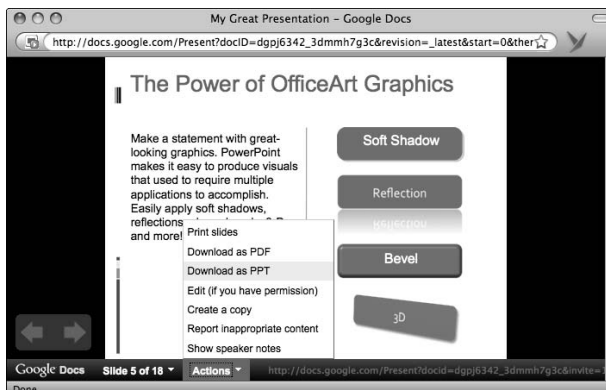 My Great Presentation – Google Docs
http://docs.google.com/Present?docID=dgpj6342_3dmmh7g3c&revision=_latest&start=0&ther
The Power of OfficeArt Graphics
Make a statement with great-
looking graphics. PowerPoint
makes it easy to produce visuals
that used to require multiple
applications to accomplish.
Easily apply soft shadows,
reflections
and more!
Soft Shadow
Reflection
Reflection
Bevel
3D
Print slides
Download as PDF
Download as PPT
Edit (if you have permission)
Create a copy
Report inappropriate content
Show speaker notes
Google Docs Slide 5 of 18 Actions http://docs.google.com/Present?docid=dgpj6342_3dmmh7g3c&invite=
Done